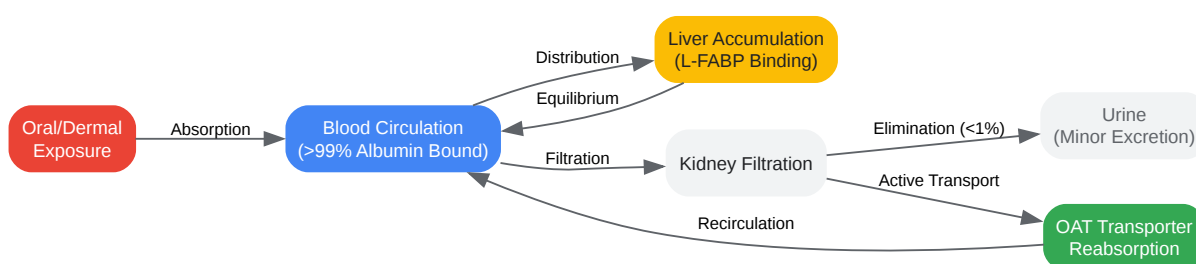 Oral/Dermal
Exposure
Absorption
Blood Circulation
(>99% Albumin Bound)
Distribution
Equilibrium
Liver Accumulation
(L-FABP Binding)
Filtration
Kidney Filtration
Elimination (<1%)
Urine
(Minor Excretion)
Active Transport
OAT Transporter
Reabsorption
Recirculation